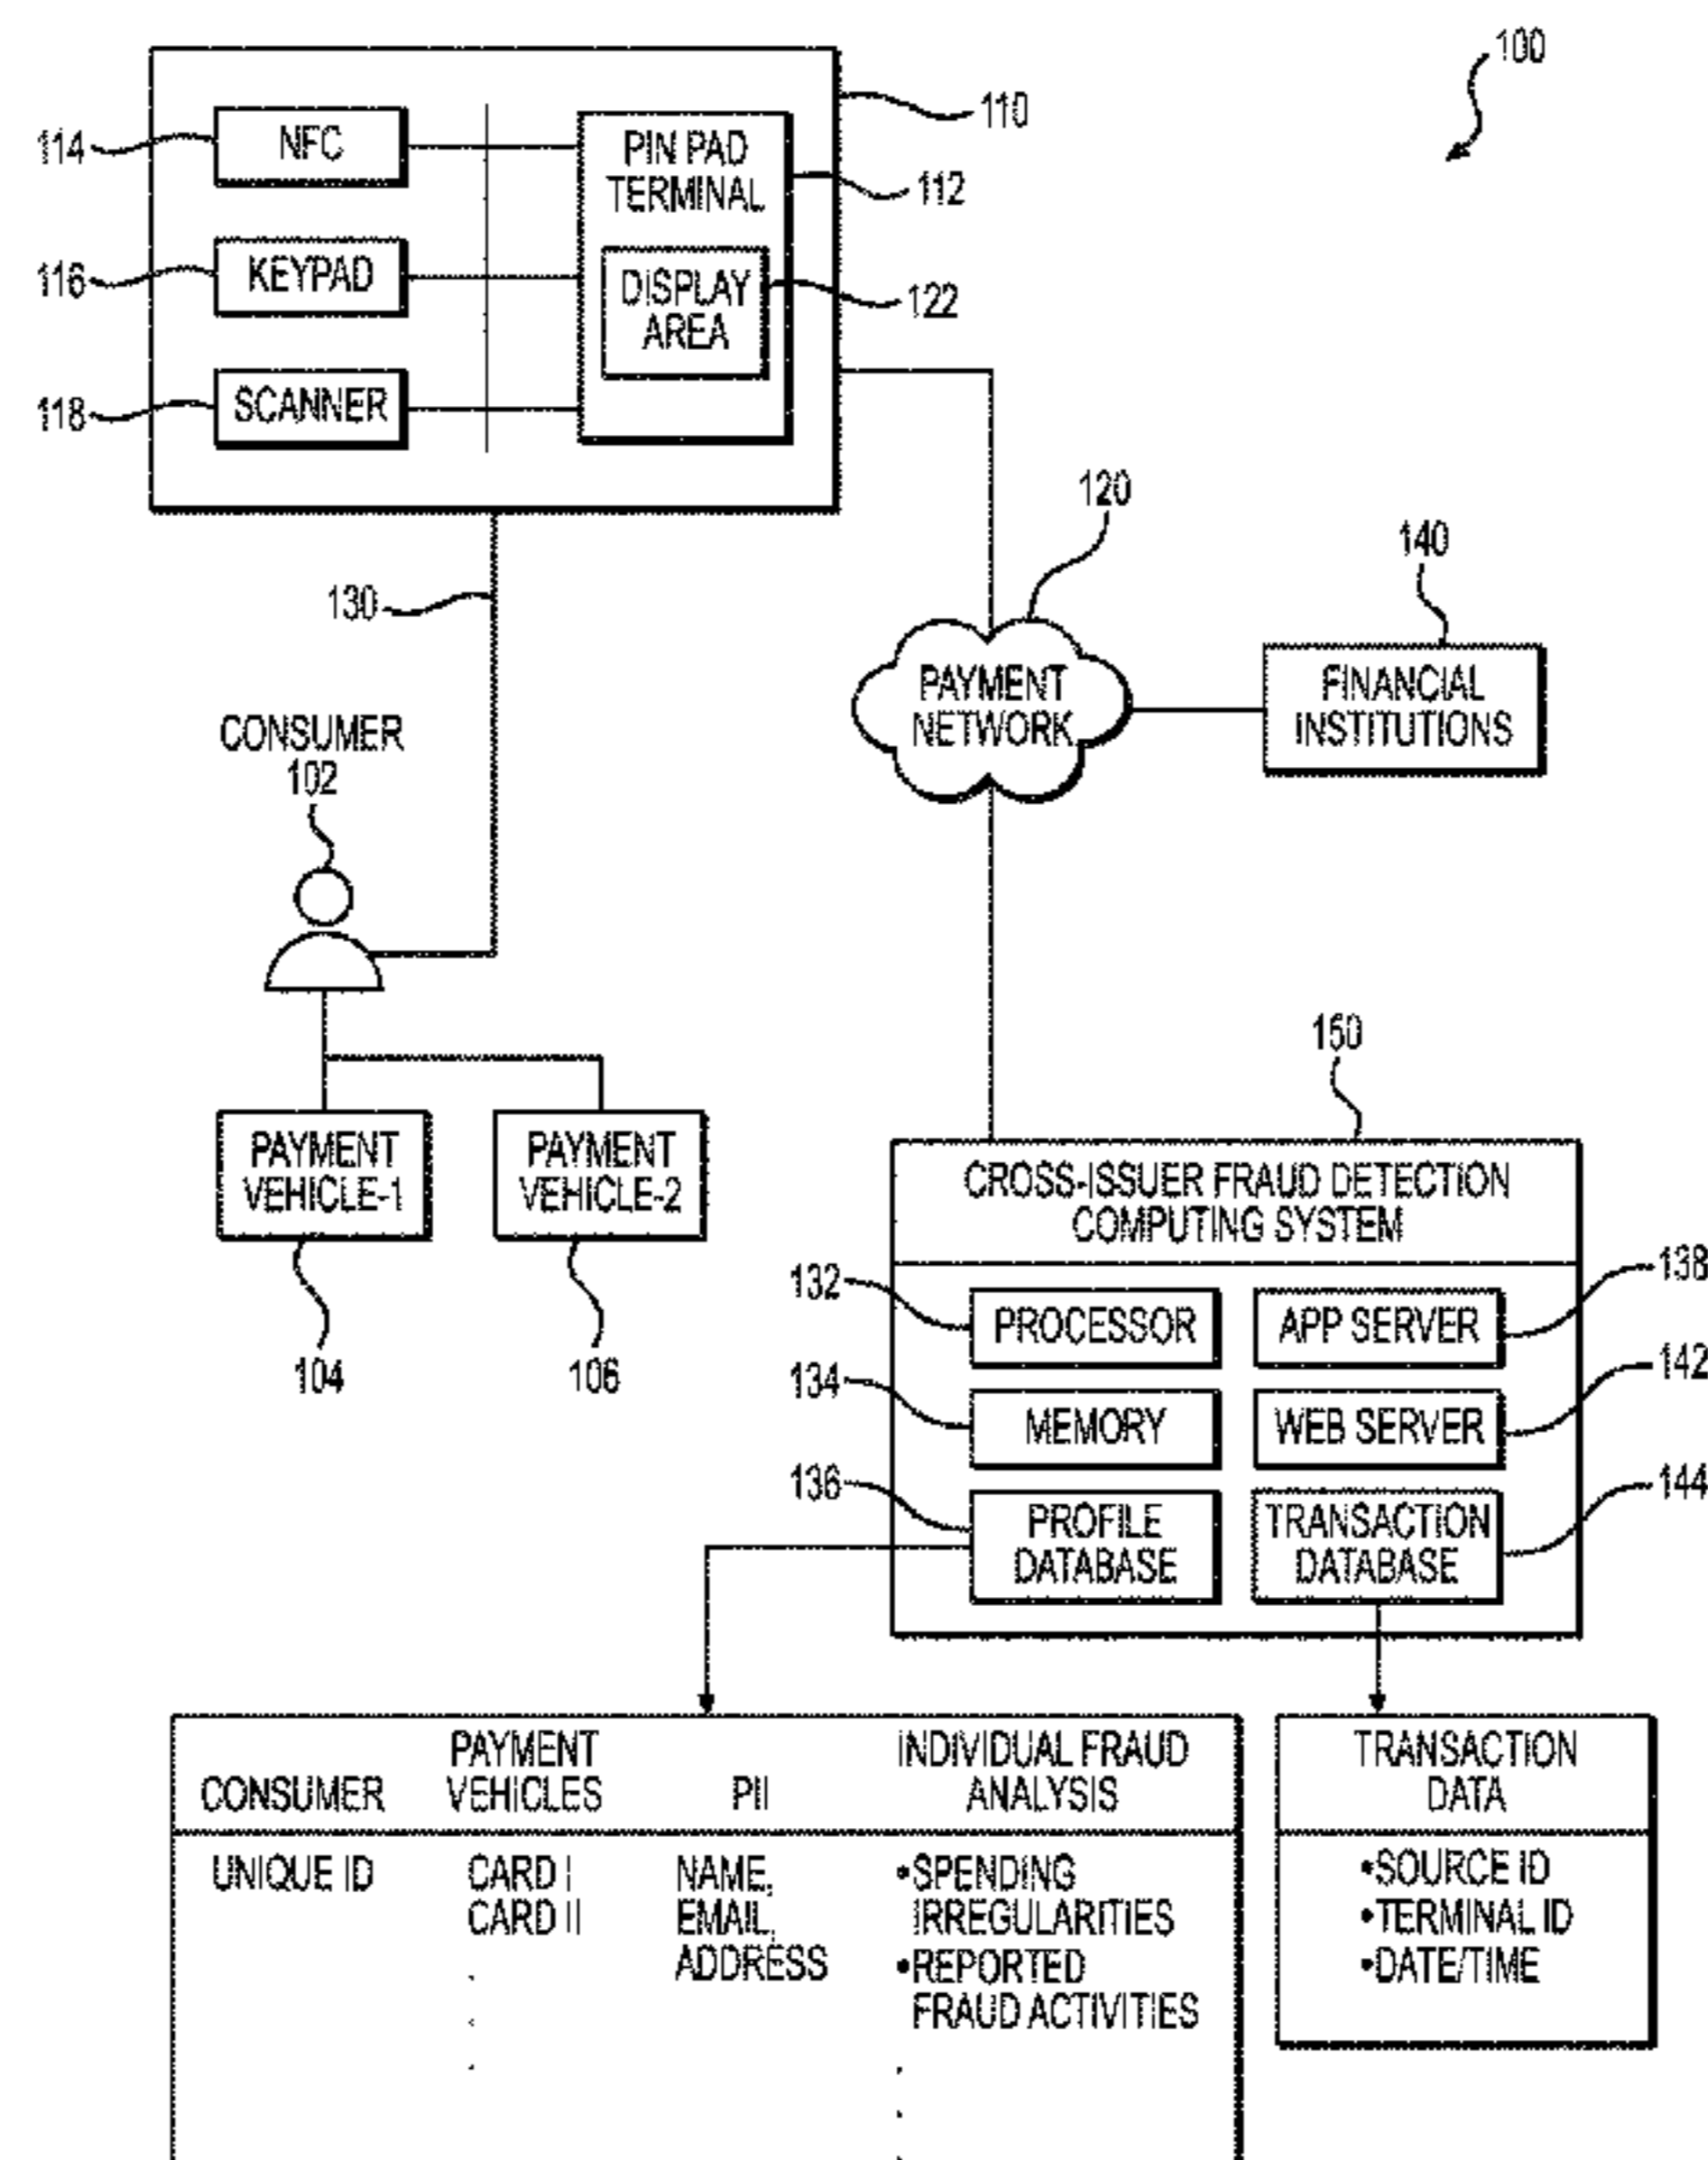 100
110
114
NFC
PIN PAD
TERMINAL
112
116
KEYPAD
DISPLAY
AREA
122
118
SCANNER
120
140
130
PAYMENT
NETWORK
FINANCIAL
INSTITUTIONS
CONSUMER
102
150
PAYMENT
VEHICLE-1
PAYMENT
VEHICLE-2
104
106
CROSS-ISSUER FRAUD DETECTION
COMPUTING SYSTEM
132
PROCESSOR
APP SERVER
138
134
MEMORY
WEB SERVER
142
136
PROFILE
DATABASE
TRANSACTION
DATABASE
144
CONSUMER
PAYMENT
VEHICLES
PII
INDIVIDUAL FRAUD
ANALYSIS
UNIQUE ID
CARD I
CARD II
.
.
.
NAME,
EMAIL,
ADDRESS
•SPENDING
IRREGULARITIES
•REPORTED
FRAUD ACTIVITIES
.
.
.
TRANSACTION
DATA
•SOURCE ID
•TERMINAL ID
•DATE/TIME